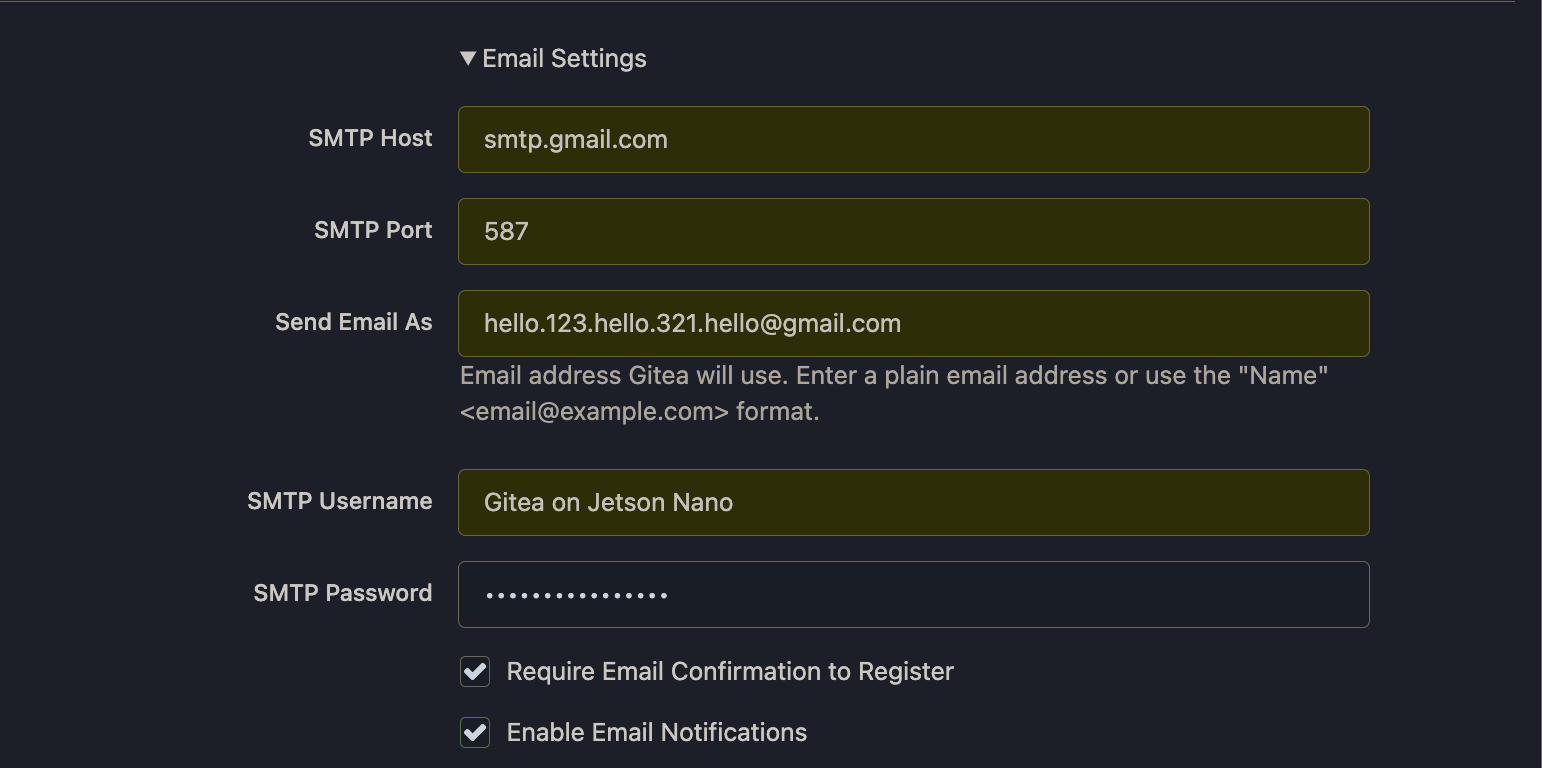 ▼ Email Settings
SMTP Host
smtp.gmail.com
SMTP Port
587
Send Email As
hello.123.hello.321.hello@gmail.com
Email address Gitea will use. Enter a plain email address or use the "Name"
<email@example.com> format.
SMTP Username
Gitea on Jetson Nano
SMTP Password
••••••••••••••••
Require Email Confirmation to Register
Enable Email Notifications